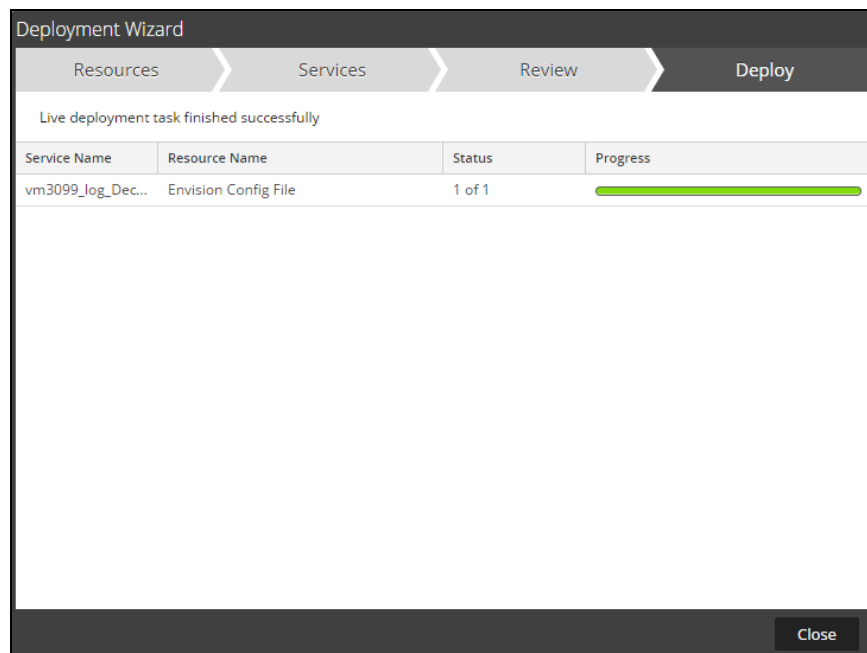 Deployment Wizard
Resources Services Review Deploy
Live deployment task finished successfully
Service Name Resource Name Status Progress
vm3099_log_Dec... Envision Config File 1 of 1
Close